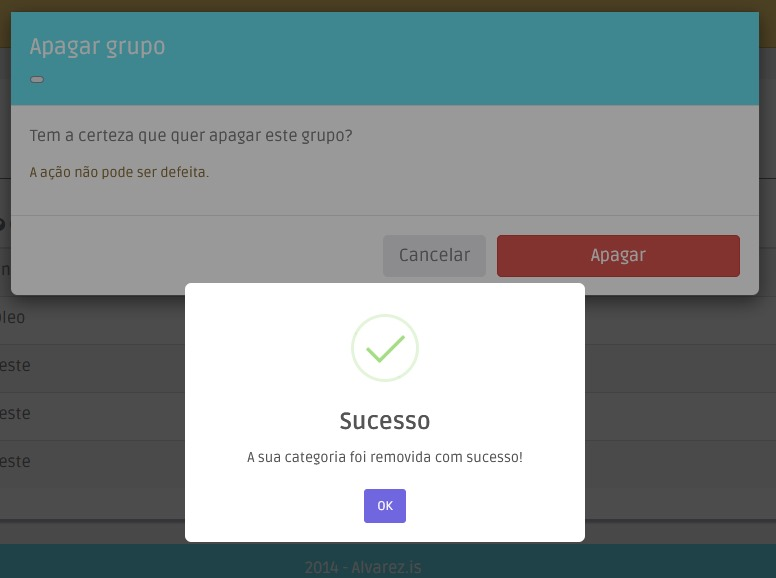 Apagar grupo
Tem a certeza que quer apagar este grupo?
A ação não pode ser defeita.
Cancelar
Apagar
Sucesso
A sua categoria foi removida com sucesso!
OK
este
este
este
2014 - Alvarez.is